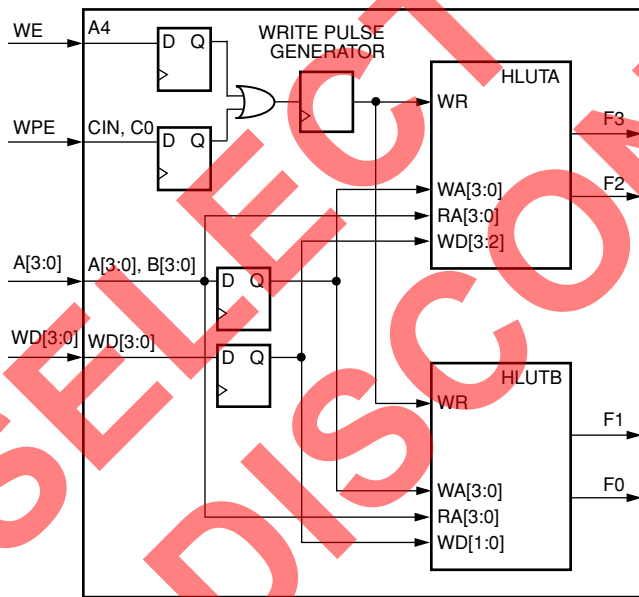 WE
A4
D Q
WRITE PULSE
GENERATOR
HLUTA
WR
F3
WPE
CIN, C0
D Q
F2
WA[3:0]
RA[3:0]
WD[3:2]
A[3:0]
A[3:0], B[3:0]
D Q
WD[3:0]
WD[3:0]
D Q
HLUTB
WR
F1
WA[3:0]
F0
RA[3:0]
WD[1:0]
SELECT
DISCON